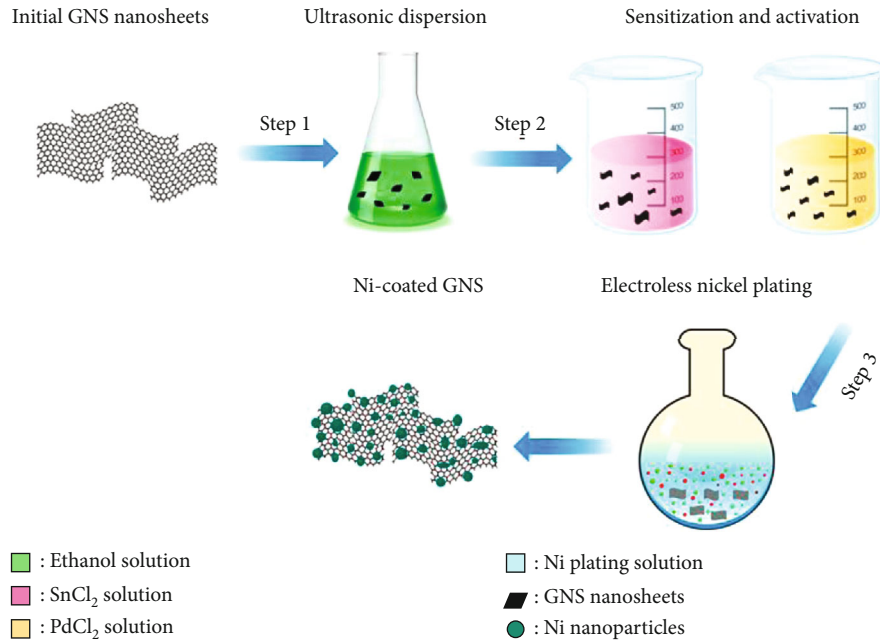 Initial GNS nanosheets
Ultrasonic dispersion
Sensitization and activation
Step 1
Step 2
500
400
300
200
100
500
400
300
200
100
Ni-coated GNS
Electroless nickel plating
Step 3
: Ethanol solution
: SnCl₂ solution
: PdCl₂ solution
: Ni plating solution
: GNS nanosheets
: Ni nanoparticles